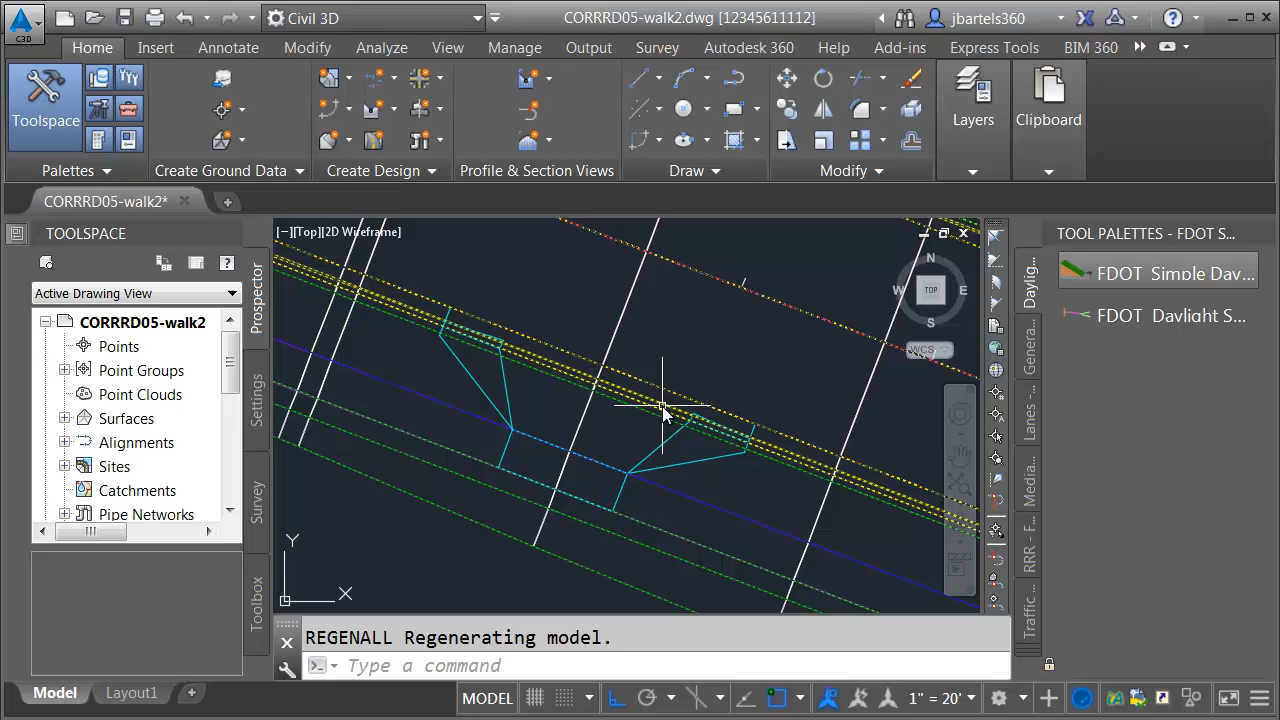 Civil 3D
CORRRD05-walk2.dwg [12345611112]
jbartels360
C3D
Home Insert Annotate Modify Analyze View Manage Output Survey Autodesk 360 Help Add-ins Express Tools BIM 360
Toolspace
Layers
Clipboard
Palettes
Create Ground Data
Create Design
Profile & Section Views
Draw
Modify
CORRRD05-walk2*
TOOLSPACE
Active Drawing View
CORRRD05-walk2
Points
Point Groups
Point Clouds
Surfaces
Alignments
Sites
Catchments
Pipe Networks
Prospector
Settings
Survey
Toolbox
[−][Top][2D Wireframe]
N
W
TOP
E
S
WCS
Y
X
TOOL PALETTES - FDOT S...
FDOT Simple Dav...
FDOT Daylight S...
Daylig...
Genera...
Lanes -...
Media...
RRR - F...
Traffic ...
REGENALL Regenerating model.
Type a command
Model Layout1
MODEL
1" = 20'